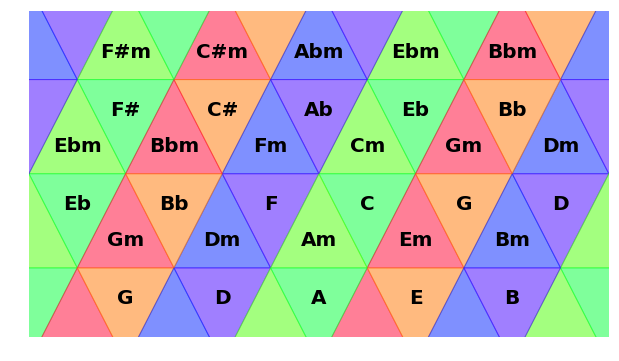 F#m C#m Abm Ebm Bbm
F# C# Ab Eb Bb
Ebm Bbm Fm Cm Gm Dm
Eb Bb F C G D
Gm Dm Am Em Bm
G D A E B